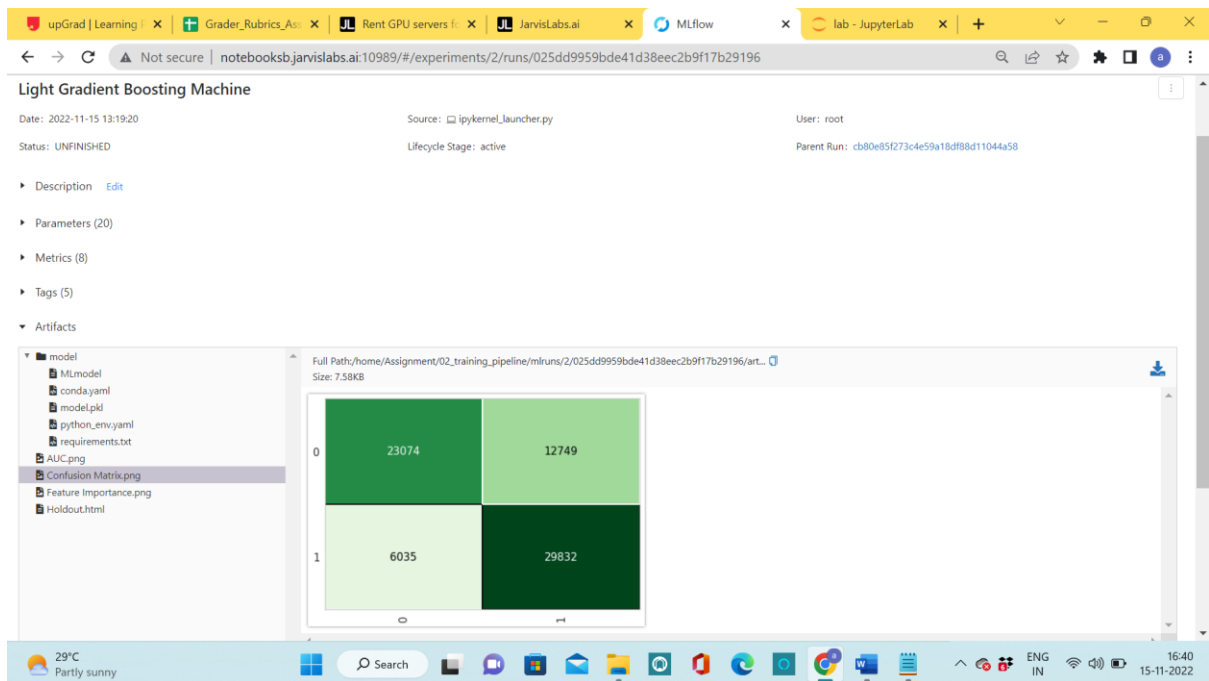 upGrad | Learning P
Grader_Rubrics_Ass
Rent GPU servers fo
JarvisLabs.ai
MLflow
lab - JupyterLab
Not secure | notebooksb.jarvislabs.ai:10989/#/experiments/2/runs/025dd9959bde41d38eec2b9f17b29196
a
Light Gradient Boosting Machine
Date: 2022-11-15 13:19:20 Source: ipykernel_launcher.py User: root
Status: UNFINISHED Lifecycle Stage: active Parent Run: cb80e85f273c4e59a18df88d11044a58
Description Edit
Parameters (20)
Metrics (8)
Tags (5)
Artifacts
model
MLmodel
conda.yaml
model.pkl
python_env.yaml
requirements.txt
AUC.png
Confusion Matrix.png
Feature Importance.png
Holdout.html
Full Path:/home/Assignment/02_training_pipeline/mlruns/2/025dd9959bde41d38eec2b9f17b29196/art...
Size: 7.58KB
0 23074 12749
1 6035 29832
0 1
29°C
Partly sunny
Search
ENG
IN
16:40
15-11-2022